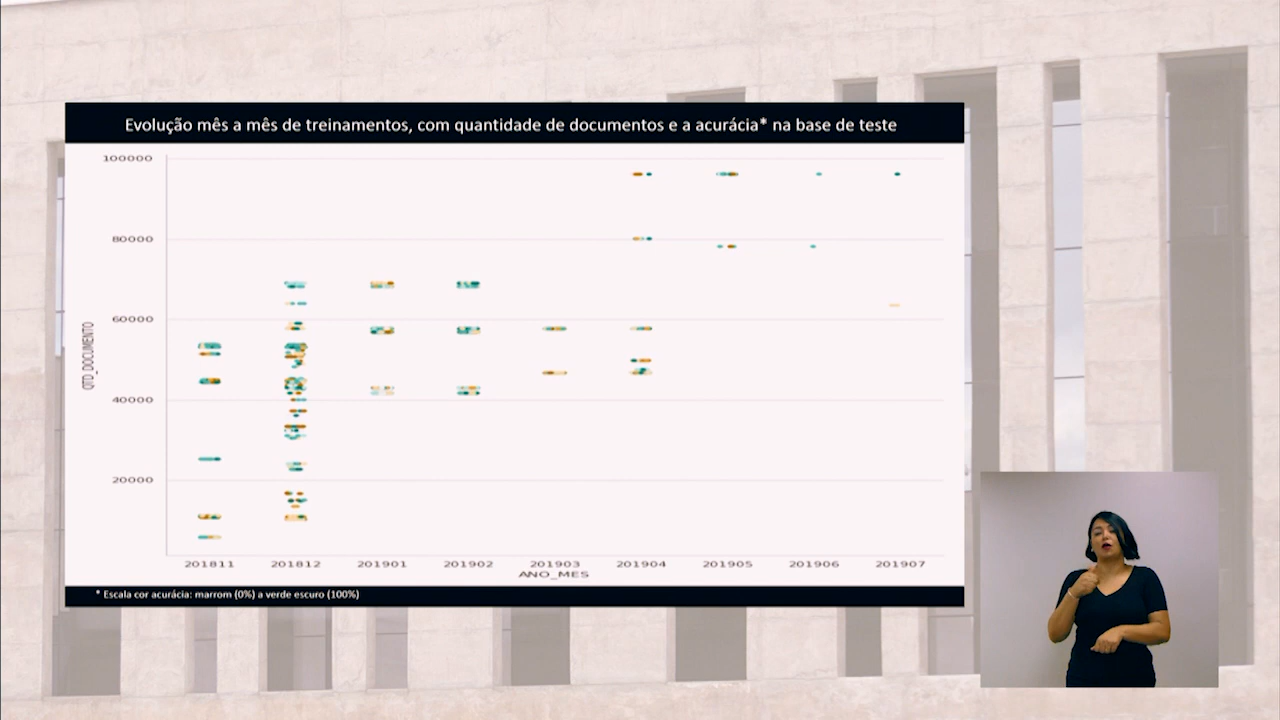 Evolução mês a mês de treinamentos, com quantidade de documentos e a acurácia* na base de teste
100000
80000
60000
40000
20000
QTD_DOCUMENTO
201811 201812 201901 201902 201903 201904 201905 201906 201907
ANO_MES
* Escala cor acurácia: marrom (0%) a verde escuro (100%)